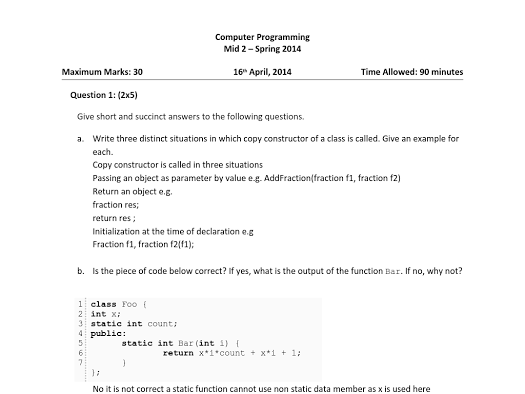 Computer Programming
Mid 2 – Spring 2014
Maximum Marks: 30 16th April, 2014 Time Allowed: 90 minutes
Question 1: (2x5)
Give short and succinct answers to the following questions.
a. Write three distinct situations in which copy constructor of a class is called. Give an example for
each.
Copy constructor is called in three situations
Passing an object as parameter by value e.g. AddFraction(fraction f1, fraction f2)
Return an object e.g.
fraction res;
return res ;
Initialization at the time of declaration e.g
Fraction f1, fraction f2(f1);
b. Is the piece of code below correct? If yes, what is the output of the function Bar. If no, why not?
1 class Foo {
2 int x;
3 static int count;
4 public:
5 static int Bar(int i) {
6 return x*i*count + x*i + 1;
7 }
};
No it is not correct a static function cannot use non static data member as x is used here